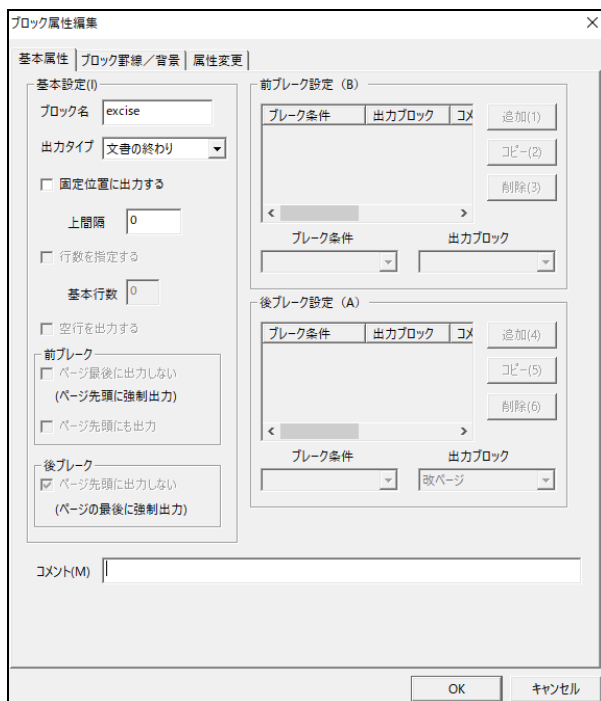 ブロック属性編集
基本属性 ブロック罫線／背景 属性変更
基本設定(I)
ブロック名 excise
出力タイプ 文書の終わり
固定位置に出力する
上間隔 0
行数を指定する
基本行数 0
空行を出力する
前ブレーク
ページ最後に出力しない
(ページ先頭に強制出力)
ページ先頭にも出力
後ブレーク
ページ先頭に出力しない
(ページの最後に強制出力)
前ブレーク設定（B）
ブレーク条件 出力ブロック コメ
追加(1)
コピー(2)
削除(3)
ブレーク条件 出力ブロック
後ブレーク設定（A）
ブレーク条件 出力ブロック コメ
追加(4)
コピー(5)
削除(6)
ブレーク条件 出力ブロック
改ページ
コメント(M)
OK キャンセル